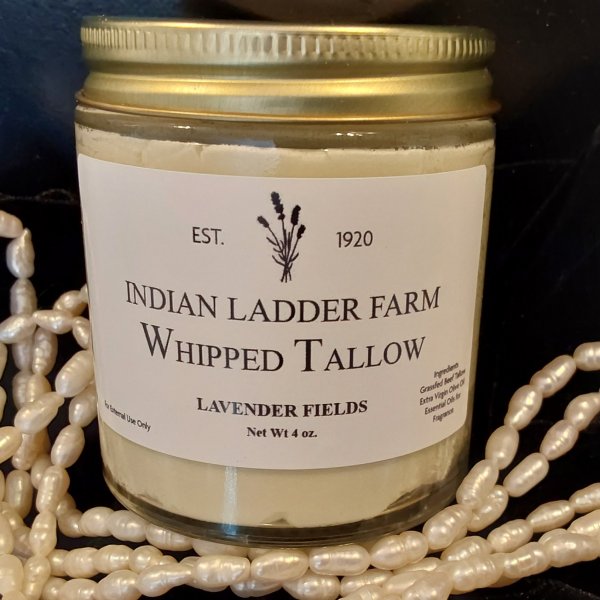 EST. 1920
INDIAN LADDER FARM
WHIPPED TALLOW
LAVENDER FIELDS
Net Wt 4 oz.
For External Use Only
Ingredients
Grassfed Beef Tallow
Extra Virgin Olive Oil
Essential Oils for
Fragrance